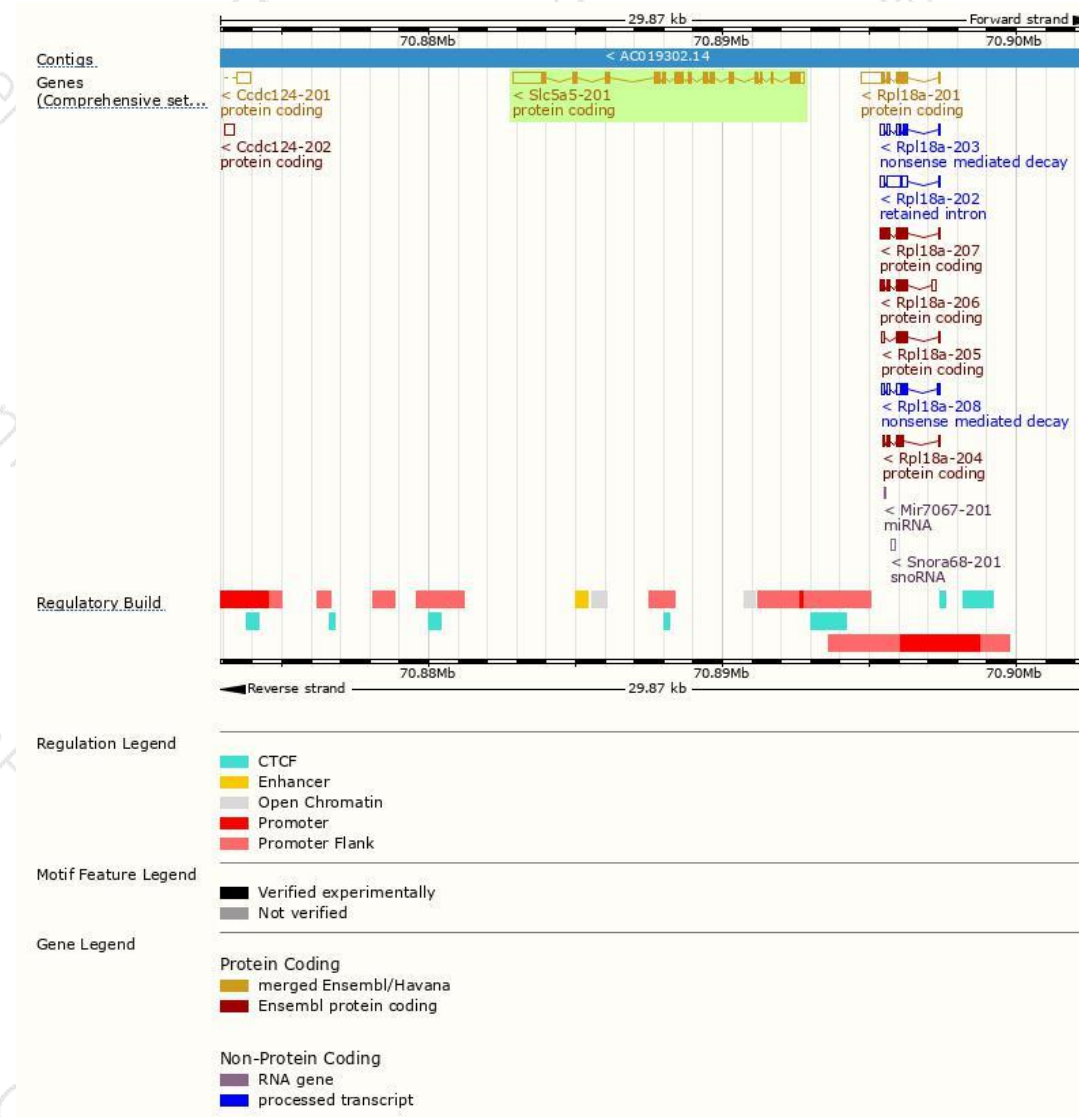 29.87 kb
Forward strand
70.88Mb 70.89Mb 70.90Mb
Contigs
< AC019302.14
Genes
(Comprehensive set...
< Ccdc124-201
protein coding
< Slc5a5-201
protein coding
< Rpl18a-201
protein coding
< Ccdc124-202
protein coding
< Rpl18a-203
nonsense mediated decay
< Rpl18a-202
retained intron
< Rpl18a-207
protein coding
< Rpl18a-206
protein coding
< Rpl18a-205
protein coding
< Rpl18a-208
nonsense mediated decay
< Rpl18a-204
protein coding
< Mir7067-201
miRNA
< Snora68-201
snoRNA
Regulatory Build
70.88Mb 70.89Mb 70.90Mb
Reverse strand
29.87 kb
Regulation Legend
CTCF
Enhancer
Open Chromatin
Promoter
Promoter Flank
Motif Feature Legend
Verified experimentally
Not verified
Gene Legend
Protein Coding
merged Ensembl/Havana
Ensembl protein coding
Non-Protein Coding
RNA gene
processed transcript